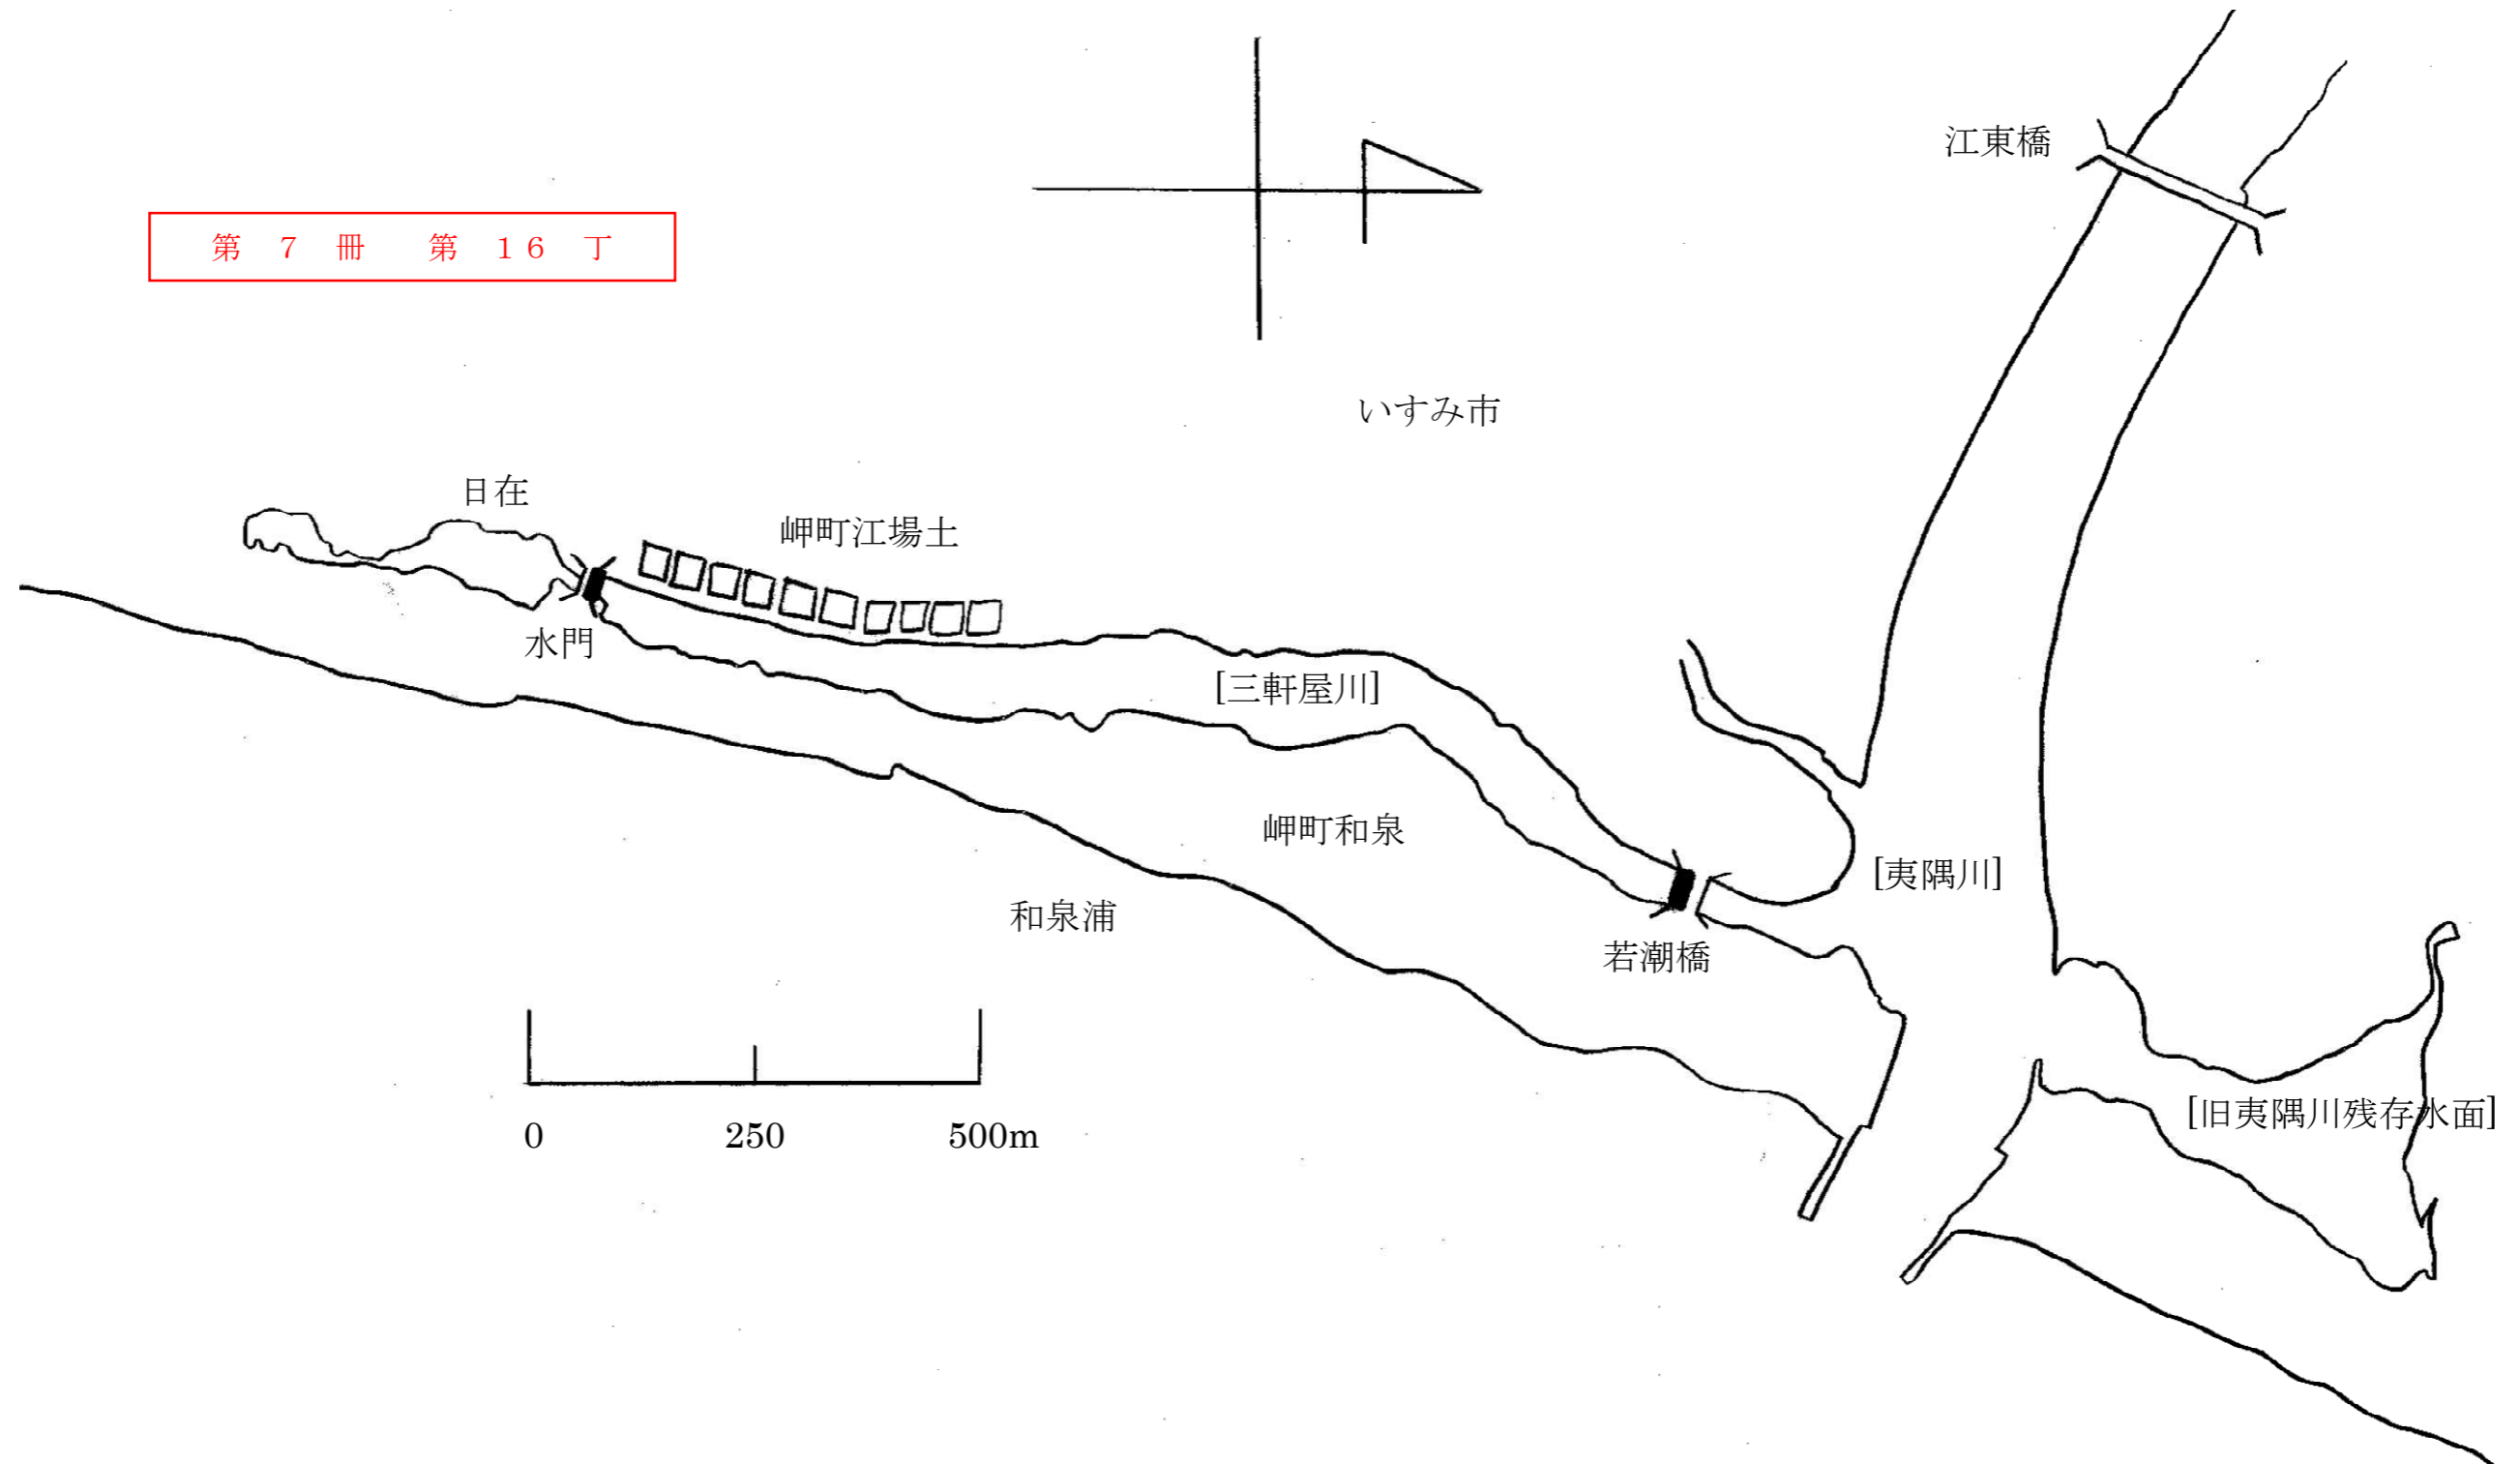 江東橋
第 7 冊 第 16 丁
いすみ市
日在
岬町江場土
水門
[三軒屋川]
岬町和泉
[夷隅川]
和泉浦
若潮橋
[旧夷隅川残存水面]
0 250 500m